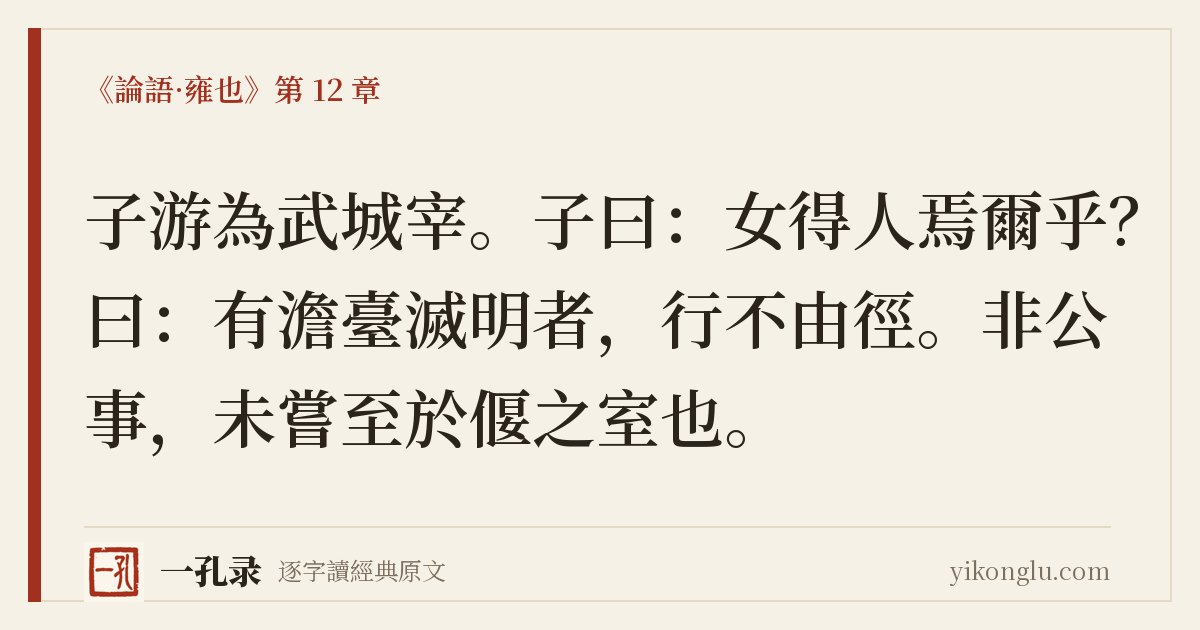 《論語·雍也》第 12 章
子游為武城宰。子曰：女得人焉爾乎？
曰：有澹臺滅明者，行不由徑。非公
事，未嘗至於偃之室也。
一孔
一孔录 逐字讀經典原文 yikonglu.com